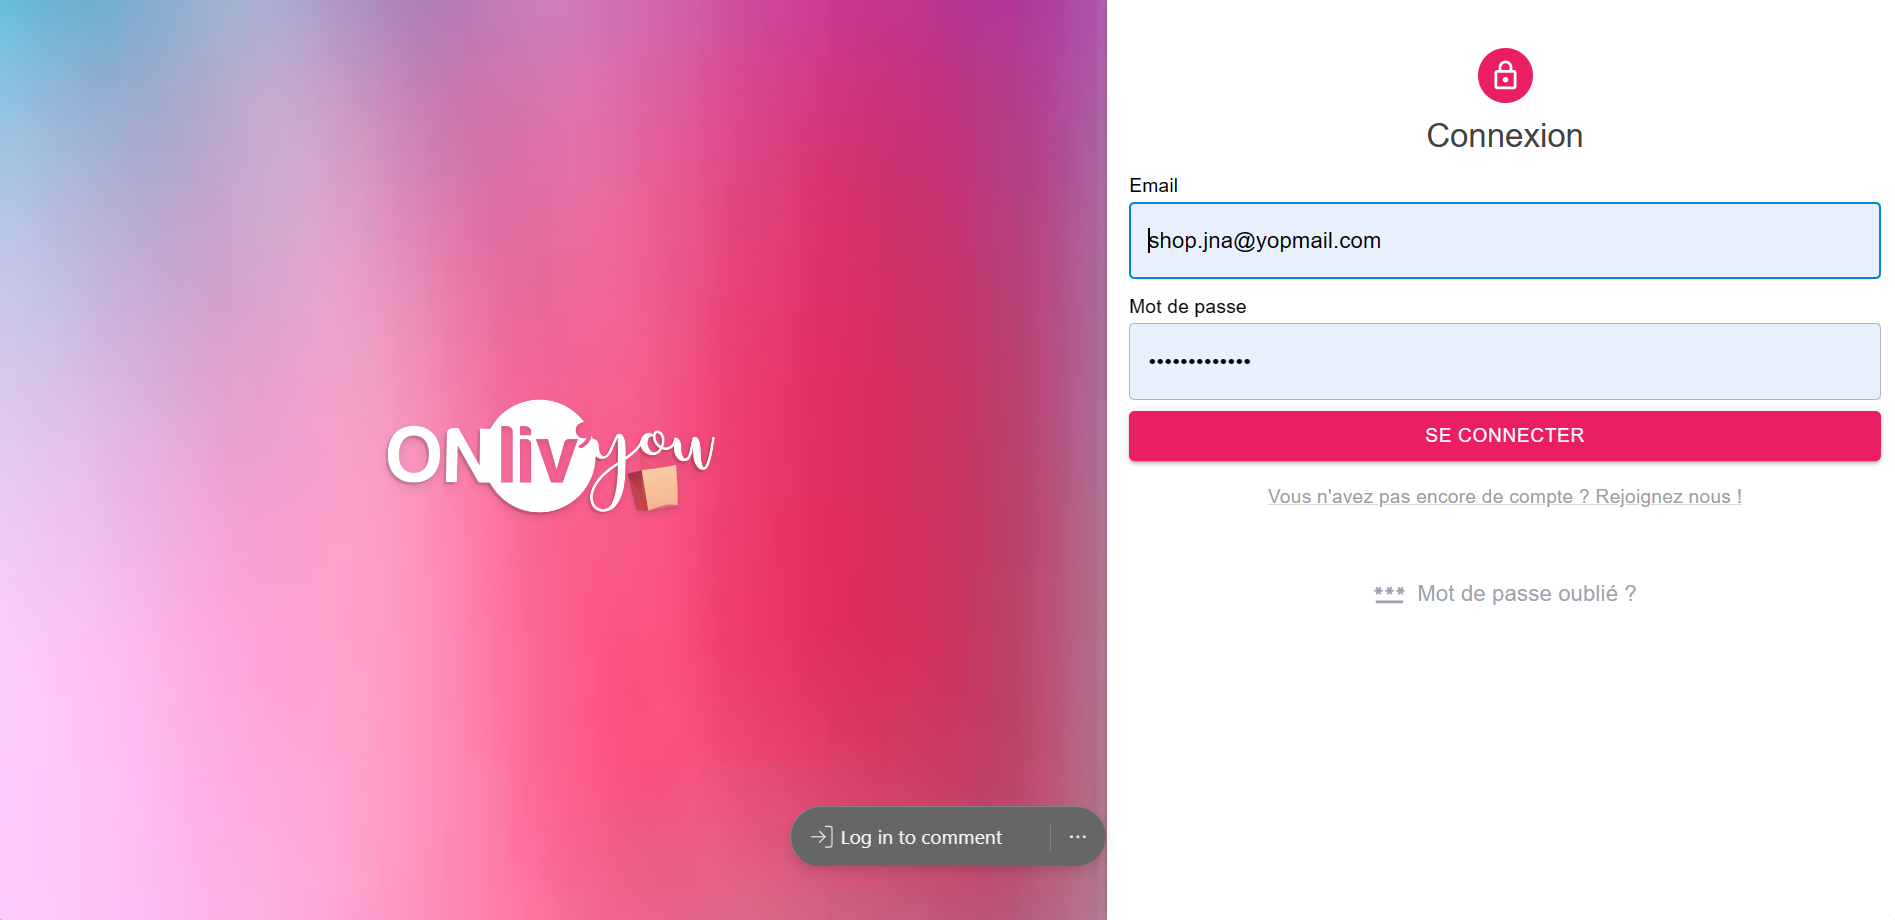 ONlivyou
Log in to comment
Connexion
Email
shop.jna@yopmail.com
Mot de passe
•••••••••••••
SE CONNECTER
Vous n'avez pas encore de compte ? Rejoignez nous !
*** Mot de passe oublié ?